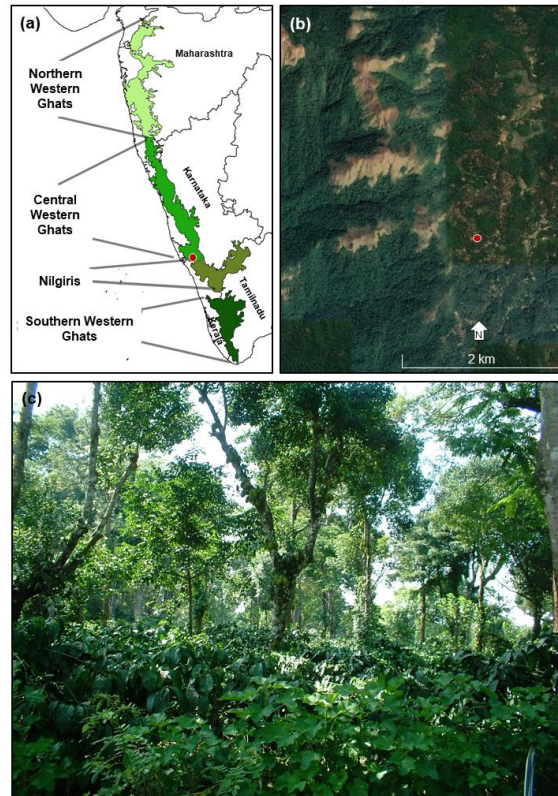 (a)
Maharashtra
Northern
Western
Ghats
Karnataka
Central
Western
Ghats
Nilgiris
Tamilnadu
Kerala
Southern Western
Ghats
(b)
N
2 km
(c)